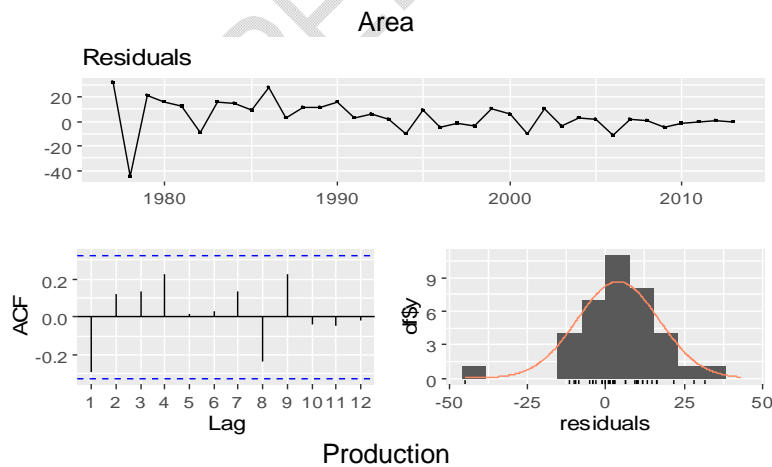 Area
Residuals
20
0
-20
-40
1980 1990 2000 2010
ACF
0.2
0.0
-0.2
1 2 3 4 5 6 7 8 9 10 11 12
Lag
df$y
9
6
3
0
-50 -25 0 25 50
residuals
Production